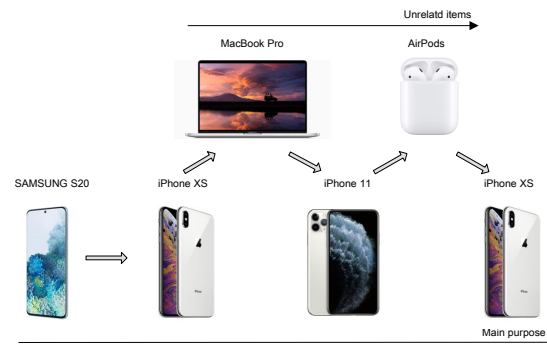 Unrelatd items
MacBook Pro
AirPods
SAMSUNG S20
iPhone XS
iPhone 11
iPhone XS
Main purpose